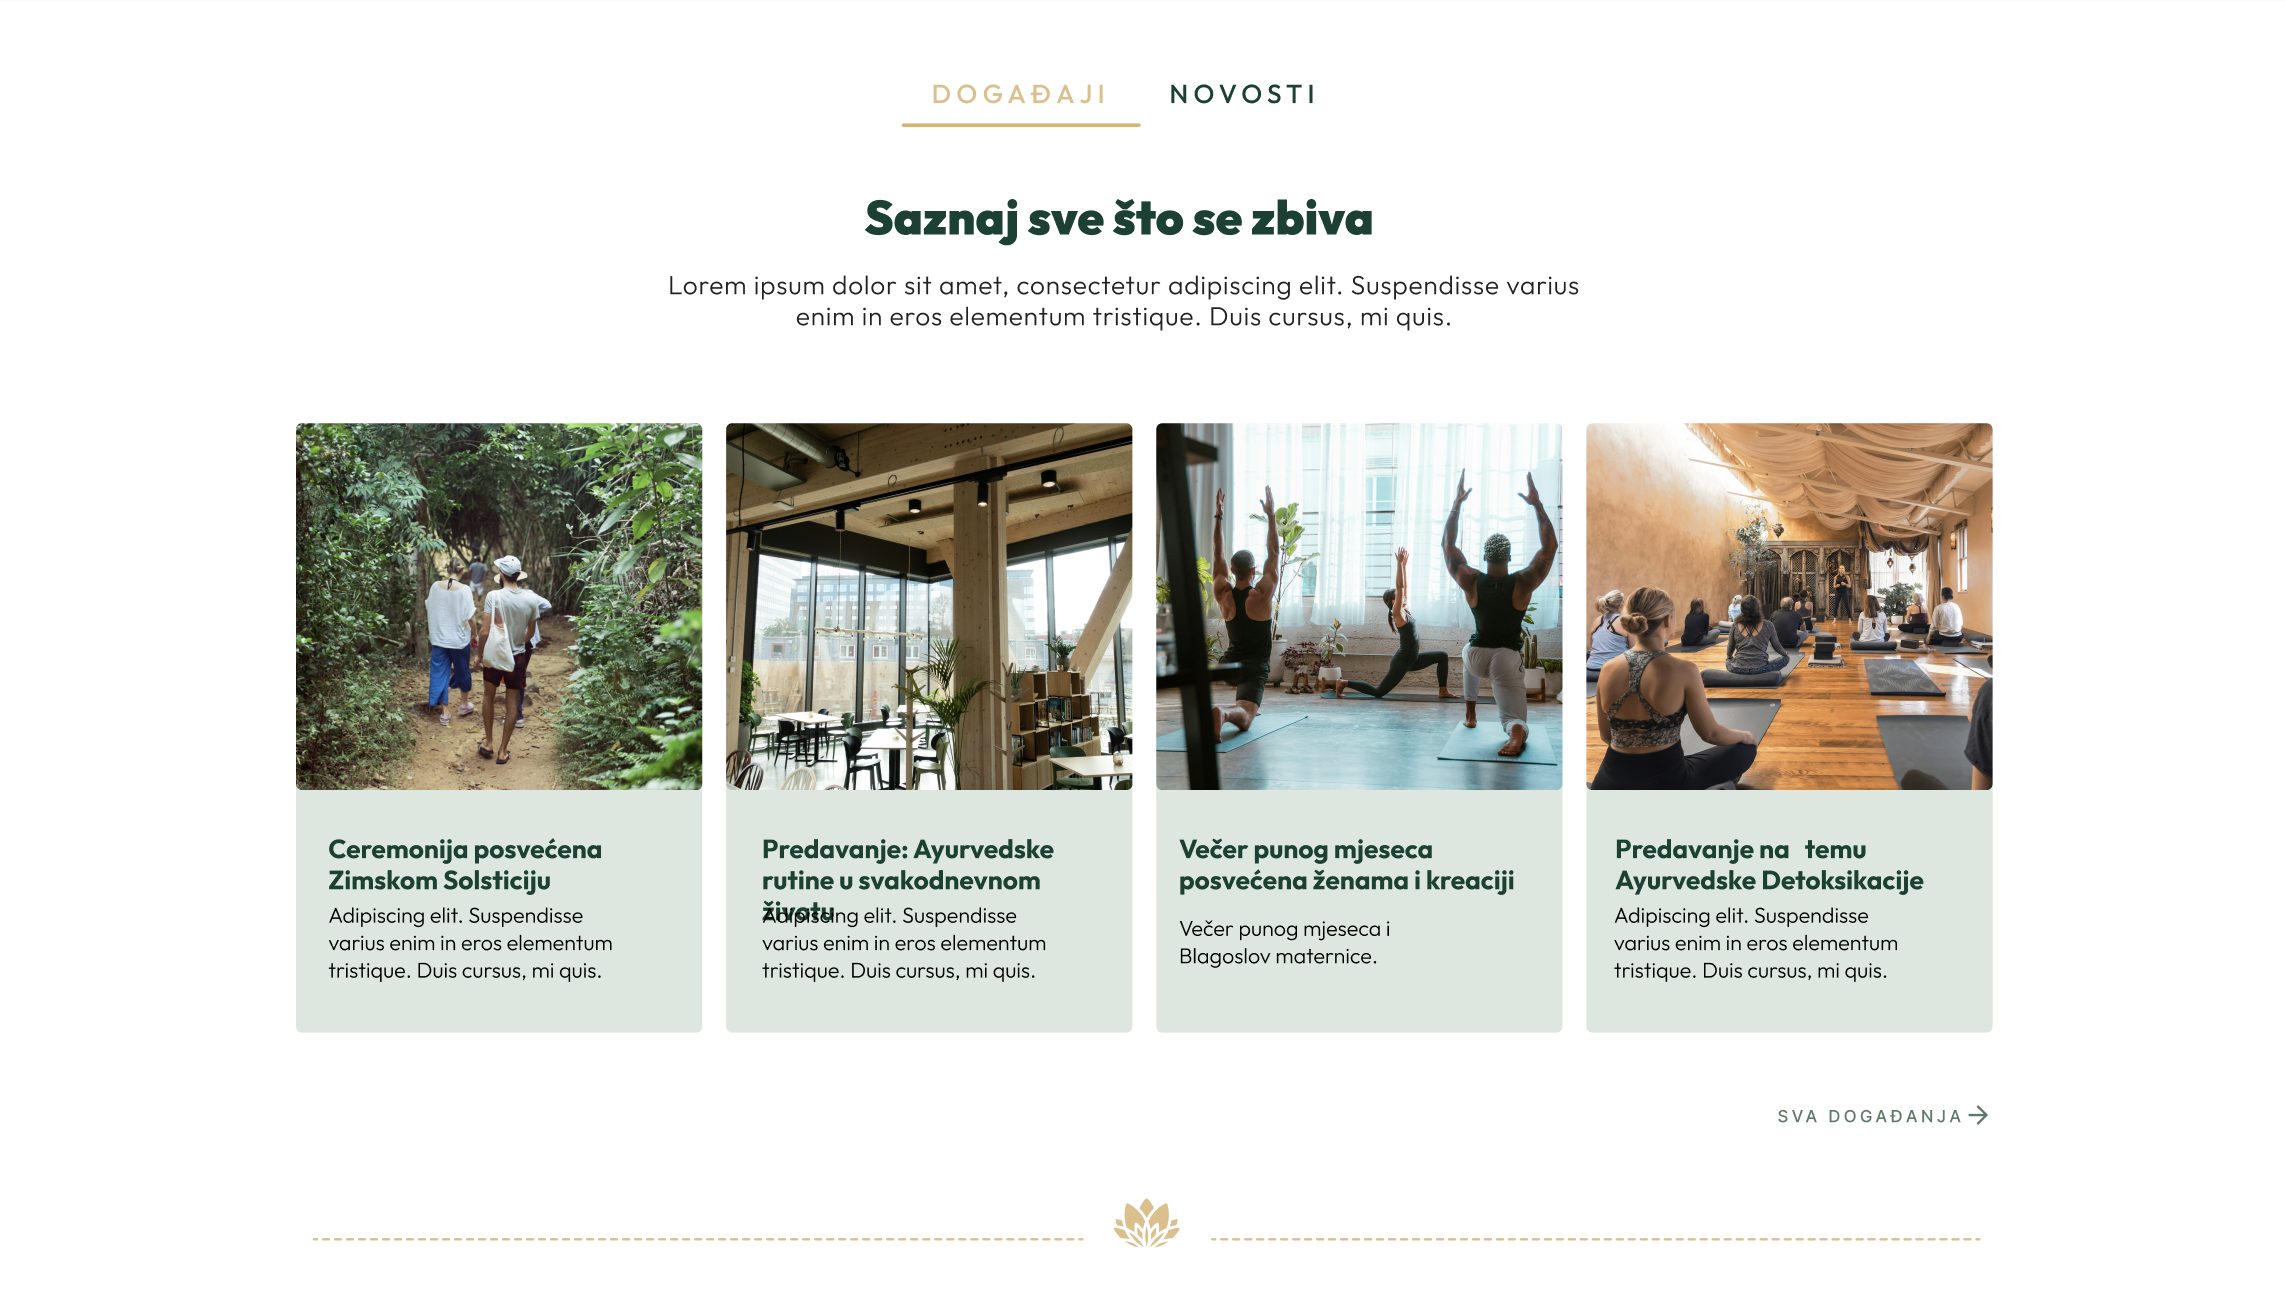 DOGAĐAJI
NOVOSTI
Saznaj sve što se zbiva
Lorem ipsum dolor sit amet, consectetur adipiscing elit. Suspendisse varius
enim in eros elementum tristique. Duis cursus, mi quis.
Ceremonija posvećena
Zimskom Solsticiju
Adipiscing elit. Suspendisse
varius enim in eros elementum
tristique. Duis cursus, mi quis.
Predavanje: Ayurvedske
rutine u svakodnevnom
životu
Adipiscing elit. Suspendisse
varius enim in eros elementum
tristique. Duis cursus, mi quis.
Večer punog mjeseca
posvećena ženama i kreaciji
Večer punog mjeseca i
Blagoslov maternice.
Predavanje na temu
Ayurvedske Detoksikacije
Adipiscing elit. Suspendisse
varius enim in eros elementum
tristique. Duis cursus, mi quis.
SVA DOGAĐANJA